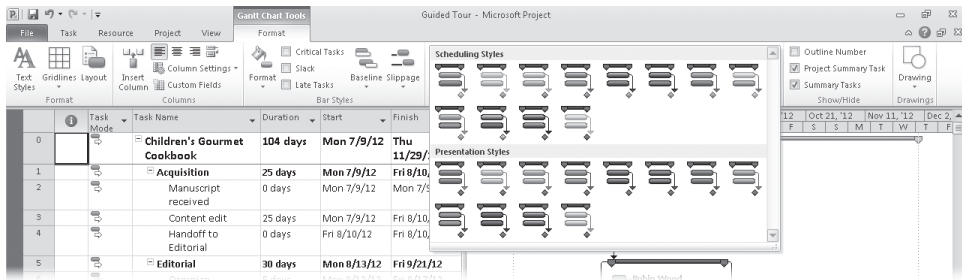 Gantt Chart Tools
Guided Tour - Microsoft Project
File Task Resource Project View Format
Text Styles
Gridlines
Layout
Format
Insert Column
Column Settings
Custom Fields
Columns
Format
Critical Tasks
Slack
Late Tasks
Baseline
Slippage
Bar Styles
Scheduling Styles
Presentation Styles
Outline Number
Project Summary Task
Summary Tasks
Show/Hide
Drawing
Drawings
Task Mode Task Name Duration Start Finish
'12 Oct 21, '12 Nov 11, '12 Dec 2,
F S S M T W T F
0 Children's Gourmet Cookbook 104 days Mon 7/9/12 Thu 11/29/
1 Acquisition 25 days Mon 7/9/12 Fri 8/10,
2 Manuscript received 0 days Mon 7/9/12 Mon 7/9
3 Content edit 25 days Mon 7/9/12 Fri 8/10,
4 Handoff to Editorial 0 days Fri 8/10/12 Fri 8/10,
5 Editorial 30 days Mon 8/13/12 Fri 9/21/12
Robin Wood